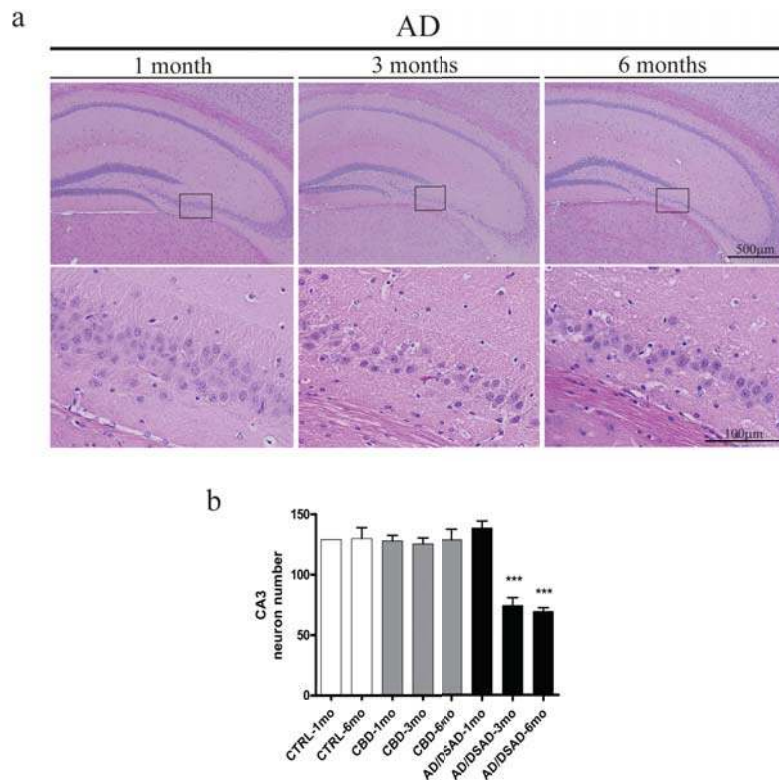 a
AD
1 month 3 months 6 months
500µm
100µm
b
150
100
50
0
CA3
neuron number
***
***
CTRL-1mo
CTRL-6mo
CBD-1mo
CBD-3mo
CBD-6mo
AD/DSAD-1mo
AD/DSAD-3mo
AD/DSAD-6mo